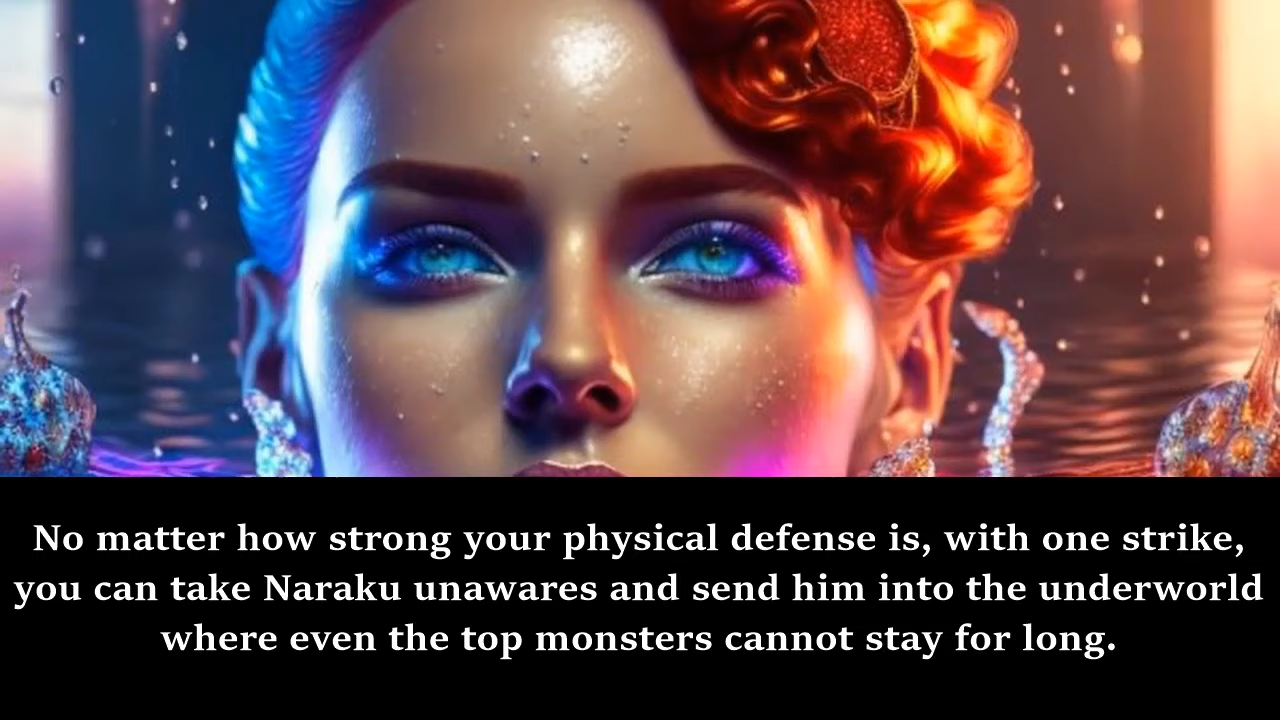 No matter how strong your physical defense is, with one strike,
you can take Naraku unawares and send him into the underworld
where even the top monsters cannot stay for long.